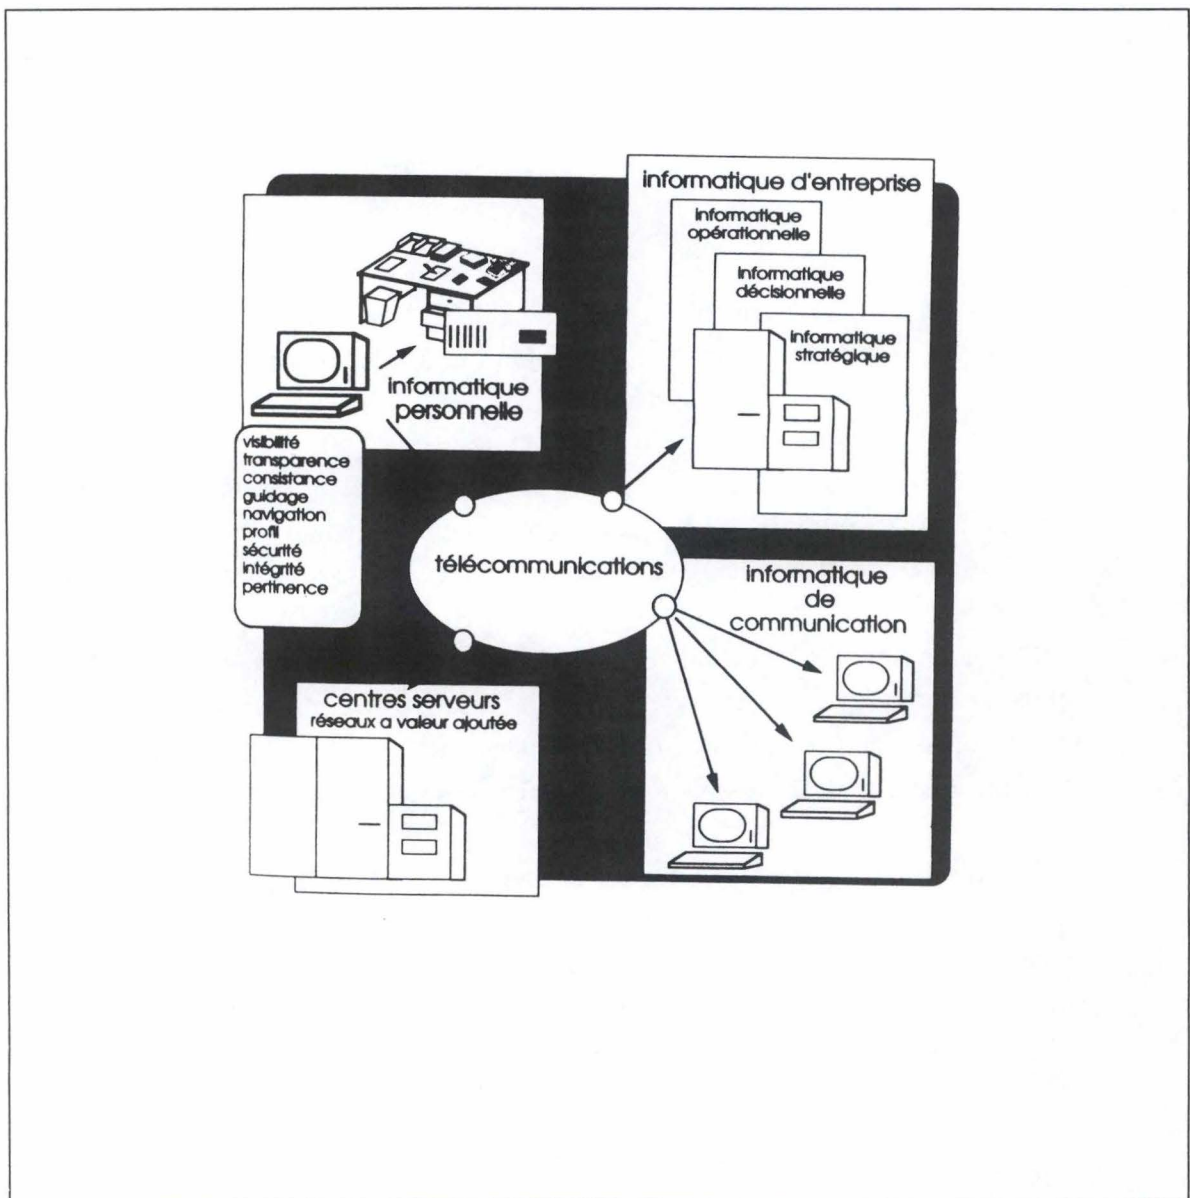 informatique
personnelle
visibilité
transparence
consistance
guidage
navigation
profil
sécurité
intégrité
pertinence
informatique d'entreprise
informatique
opérationnelle
informatique
décisionnelle
informatique
stratégique
télécommunications
informatique
de
communication
centres serveurs
réseaux a valeur ajoutée